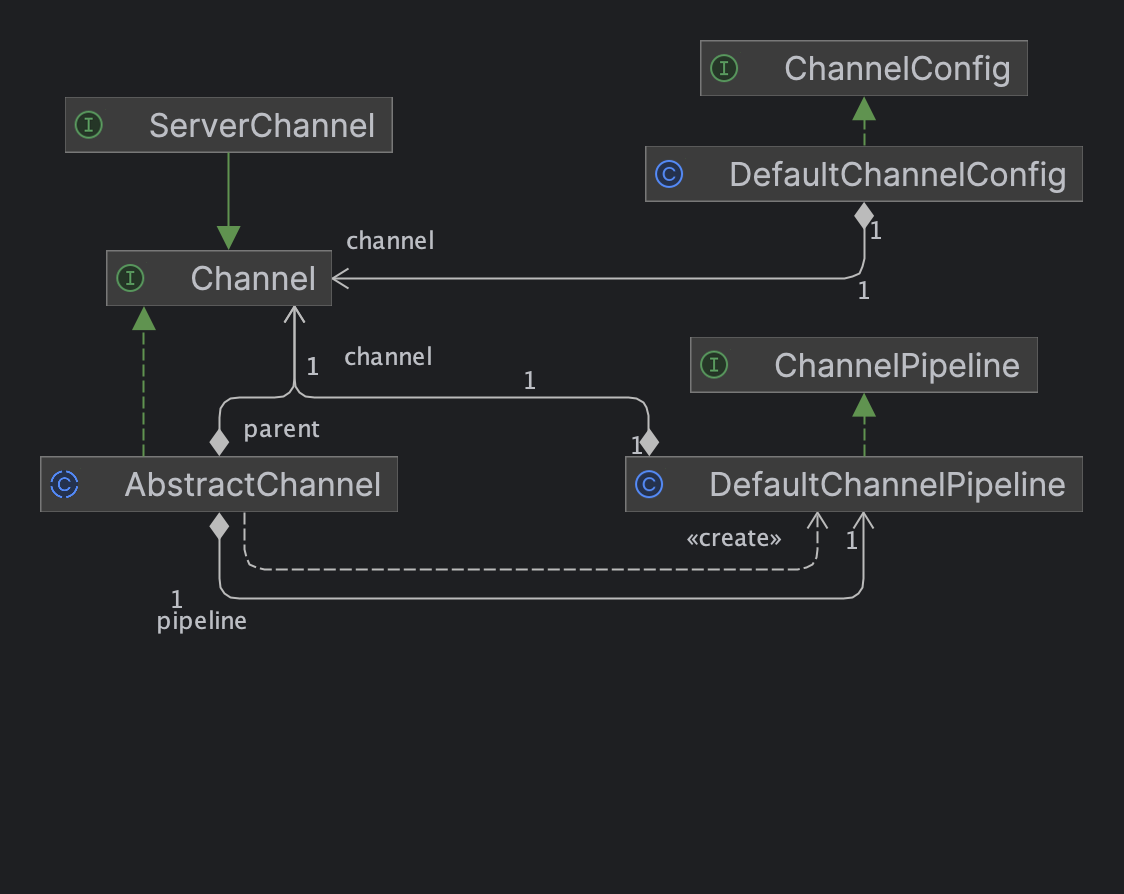 I ChannelConfig
I ServerChannel
C DefaultChannelConfig
1
channel
I Channel
1
I ChannelPipeline
1
channel
1
parent
1
C AbstractChannel
C DefaultChannelPipeline
«create»
1
1
pipeline